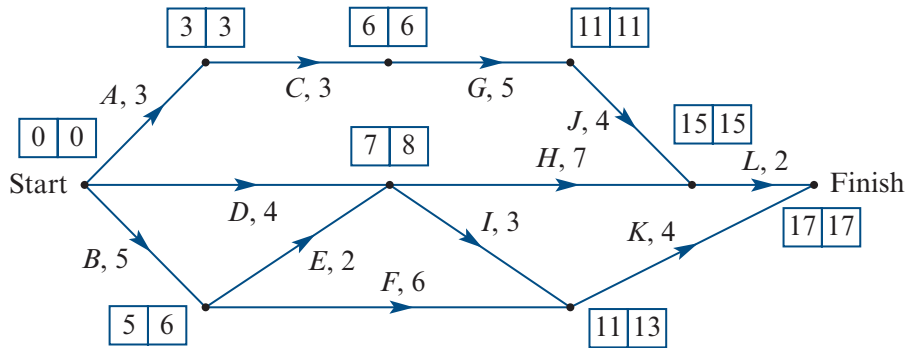 3 3
6 6
11 11
A, 3
C, 3
G, 5
0 0
7 8
J, 4
15 15
H, 7
L, 2
Start
Finish
D, 4
I, 3
K, 4
17 17
B, 5
E, 2
F, 6
5 6
11 13